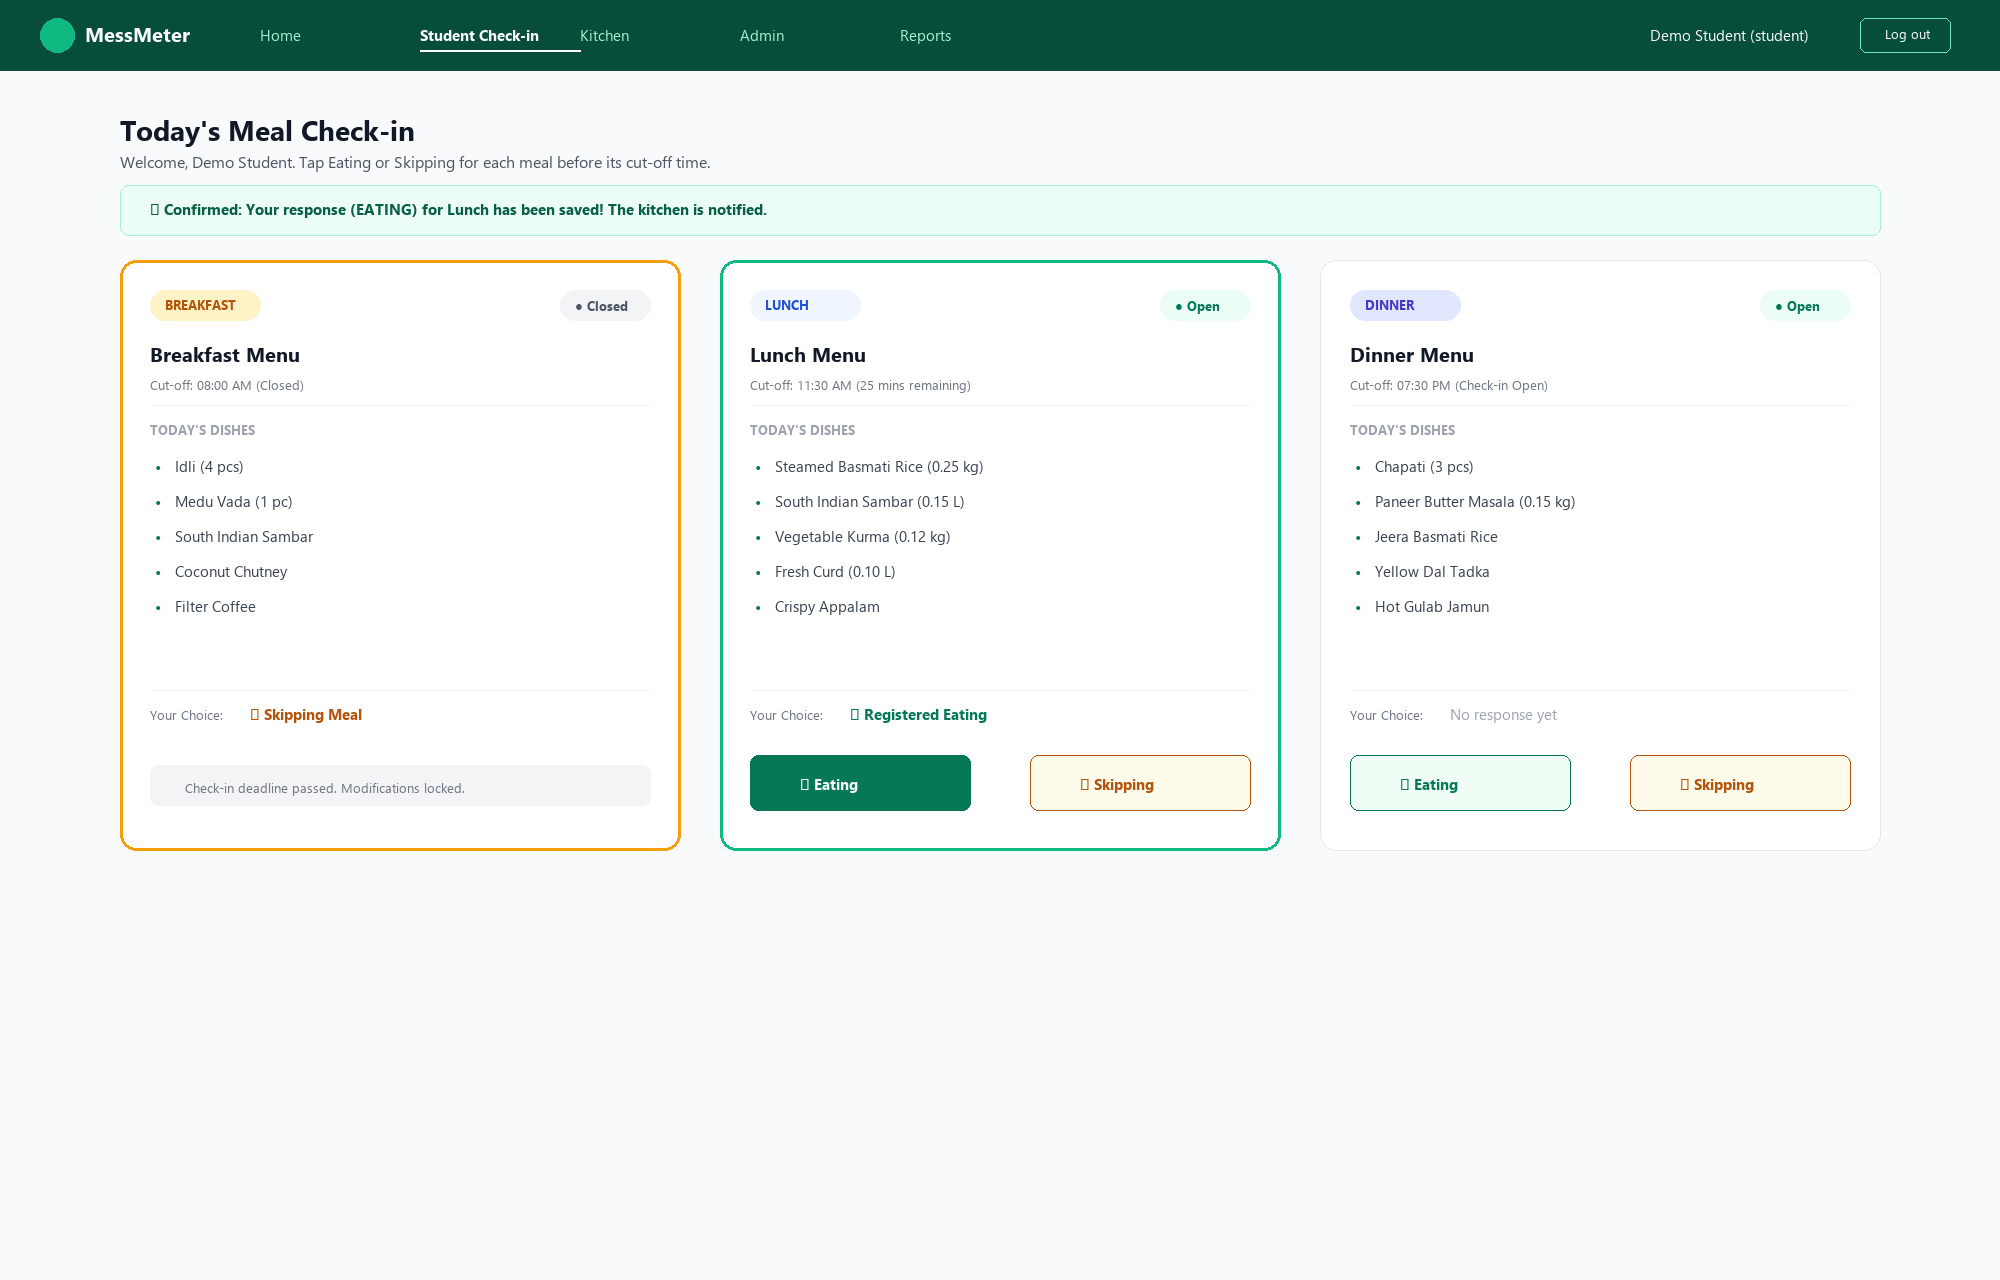 MessMeter
Home
Student Check-in
Kitchen
Admin
Reports
Demo Student (student)
Log out
Today's Meal Check-in
Welcome, Demo Student. Tap Eating or Skipping for each meal before its cut-off time.
Confirmed: Your response (EATING) for Lunch has been saved! The kitchen is notified.
BREAKFAST
● Closed
Breakfast Menu
Cut-off: 08:00 AM (Closed)
TODAY'S DISHES
• Idli (4 pcs)
• Medu Vada (1 pc)
• South Indian Sambar
• Coconut Chutney
• Filter Coffee
Your Choice: Skipping Meal
Check-in deadline passed. Modifications locked.
LUNCH
● Open
Lunch Menu
Cut-off: 11:30 AM (25 mins remaining)
TODAY'S DISHES
• Steamed Basmati Rice (0.25 kg)
• South Indian Sambar (0.15 L)
• Vegetable Kurma (0.12 kg)
• Fresh Curd (0.10 L)
• Crispy Appalam
Your Choice: Registered Eating
Eating
Skipping
DINNER
● Open
Dinner Menu
Cut-off: 07:30 PM (Check-in Open)
TODAY'S DISHES
• Chapati (3 pcs)
• Paneer Butter Masala (0.15 kg)
• Jeera Basmati Rice
• Yellow Dal Tadka
• Hot Gulab Jamun
Your Choice: No response yet
Eating
Skipping